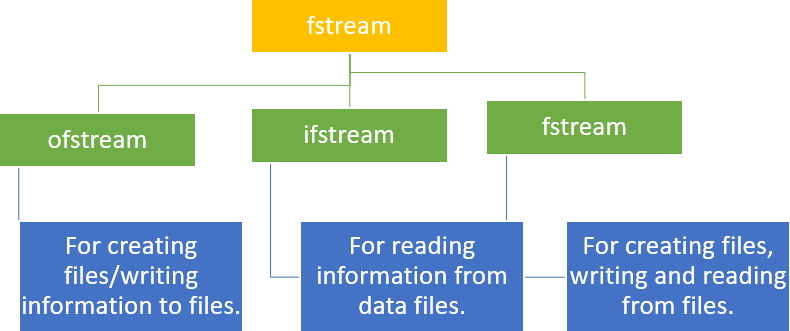 fstream
ofstream
ifstream
fstream
For creating
files/writing
information to files.
For reading
information from
data files.
For creating files,
writing and reading
from files.